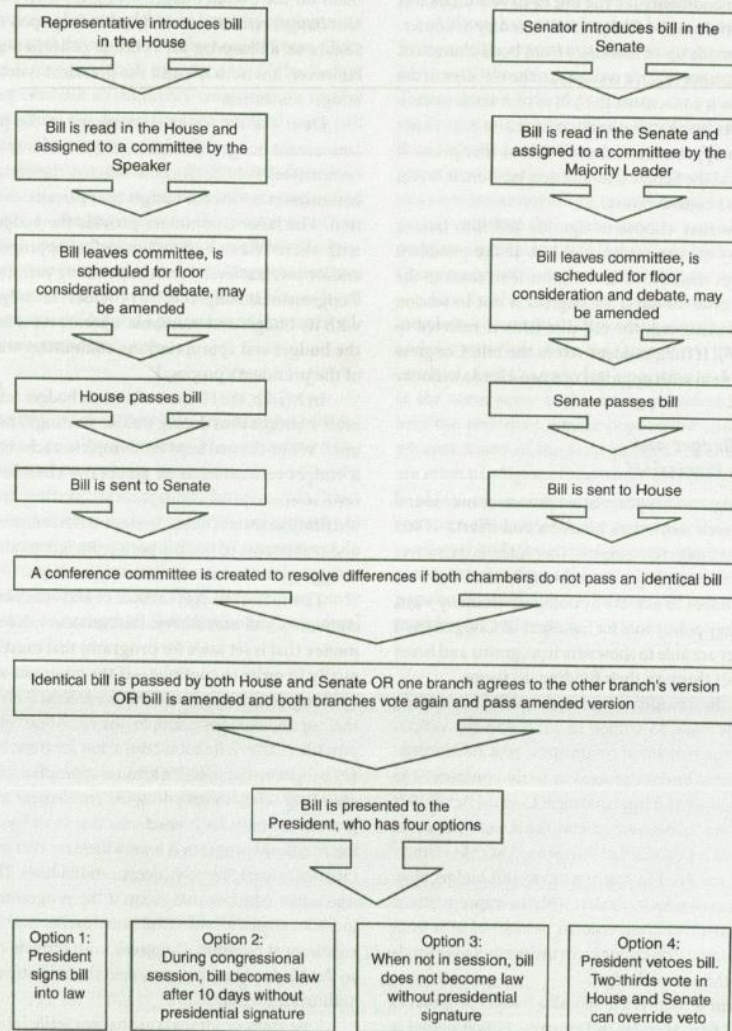 Representative introduces bill
in the House
Senator introduces bill in the
Senate
Bill is read in the House and
assigned to a committee by the
Speaker
Bill is read in the Senate and
assigned to a committee by the
Majority Leader
Bill leaves committee, is
scheduled for floor
consideration and debate, may
be amended
Bill leaves committee, is
scheduled for floor
consideration and debate, may
be amended
House passes bill
Senate passes bill
Bill is sent to Senate
Bill is sent to House
A conference committee is created to resolve differences if both chambers do not pass an identical bill
Identical bill is passed by both House and Senate OR one branch agrees to the other branch's version
OR bill is amended and both branches vote again and pass amended version
Bill is presented to the
President, who has four options
Option 1:
President
signs bill
into law
Option 2:
During congressional
session, bill becomes law
after 10 days without
presidential signature
Option 3:
When not in session, bill
does not become law
without presidential
signature
Option 4:
President vetoes bill.
Two-thirds vote in
House and Senate
can override veto